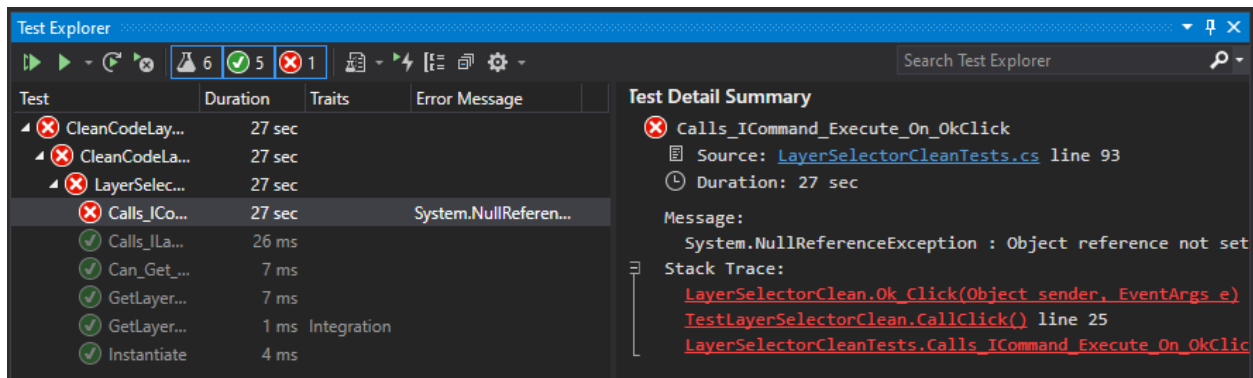 Test Explorer
6 5 1
Search Test Explorer
Test Duration Traits Error Message
CleanCodeLay... 27 sec
CleanCodeLa... 27 sec
LayerSelec... 27 sec
Calls_ICo... 27 sec System.NullReferen...
Calls_ILa... 26 ms
Can_Get_... 7 ms
GetLayer... 7 ms
GetLayer... 1 ms Integration
Instantiate 4 ms
Test Detail Summary
Calls_ICommand_Execute_On_OkClick
Source: LayerSelectorCleanTests.cs line 93
Duration: 27 sec
Message:
System.NullReferenceException : Object reference not set
Stack Trace:
LayerSelectorClean.Ok_Click(Object sender, EventArgs e)
TestLayerSelectorClean.CallClick() line 25
LayerSelectorCleanTests.Calls_ICommand_Execute_On_OkClic